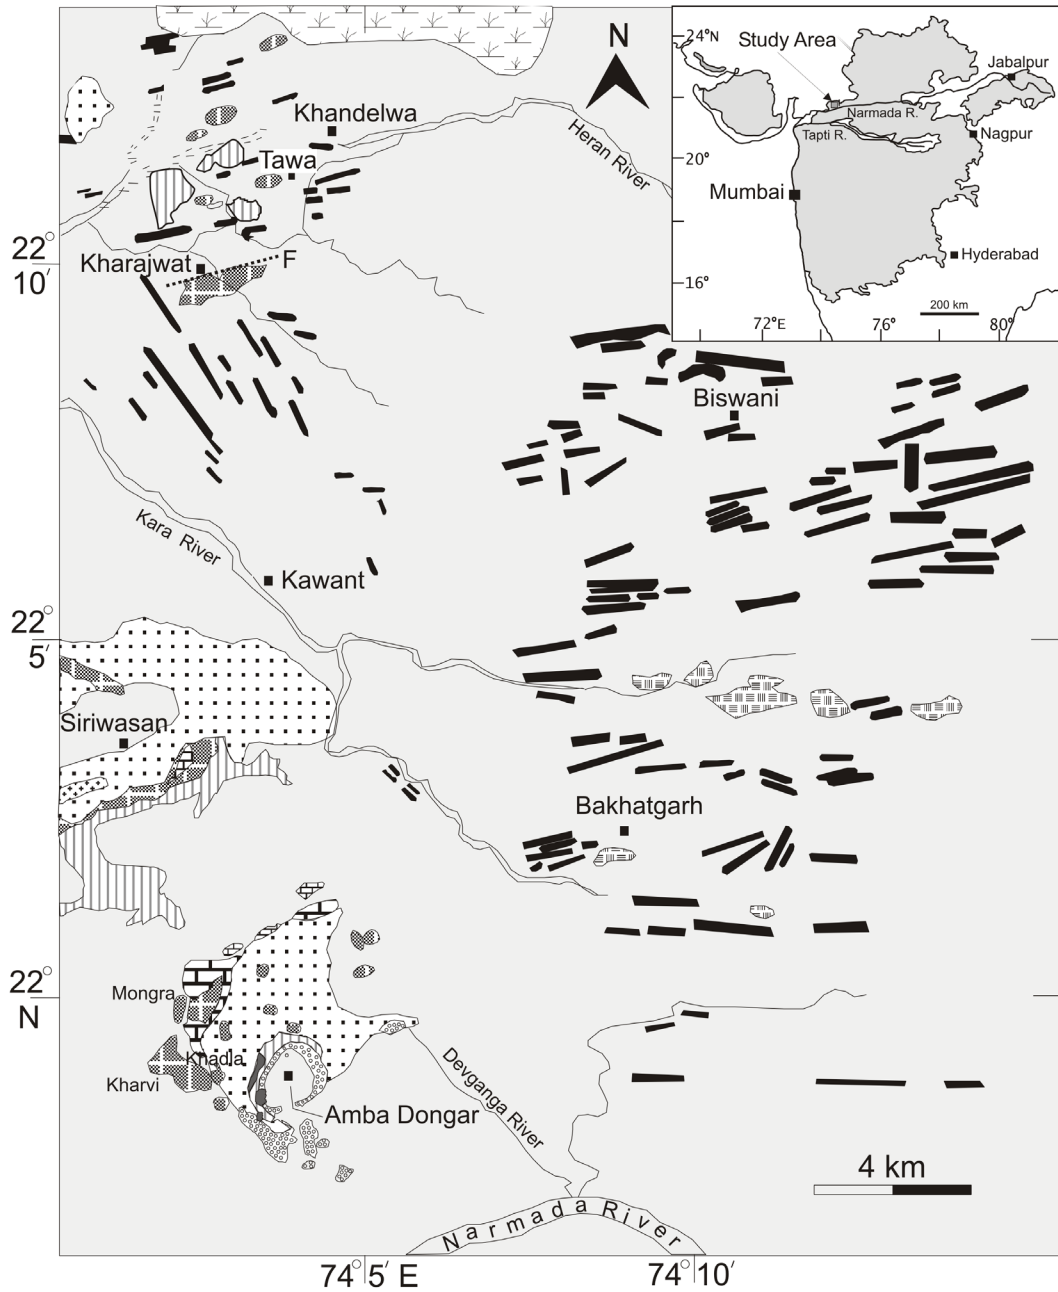 N
24°N
Study Area
Jabalpur
Narmada R.
Tapti R.
Nagpur
20°
Mumbai
Hyderabad
16°
200 km
72°E
76°
80°
Khandelwa
Heran River
Tawa
22°
10′
Kharajwat
F
Biswani
Kara River
Kawant
22°
5′
Siriwasan
Bakhatgarh
22°
N
Mongra
Khadla
Kharvi
Amba Dongar
Devganga River
4 km
Narmada River
74°5′ E
74°10′